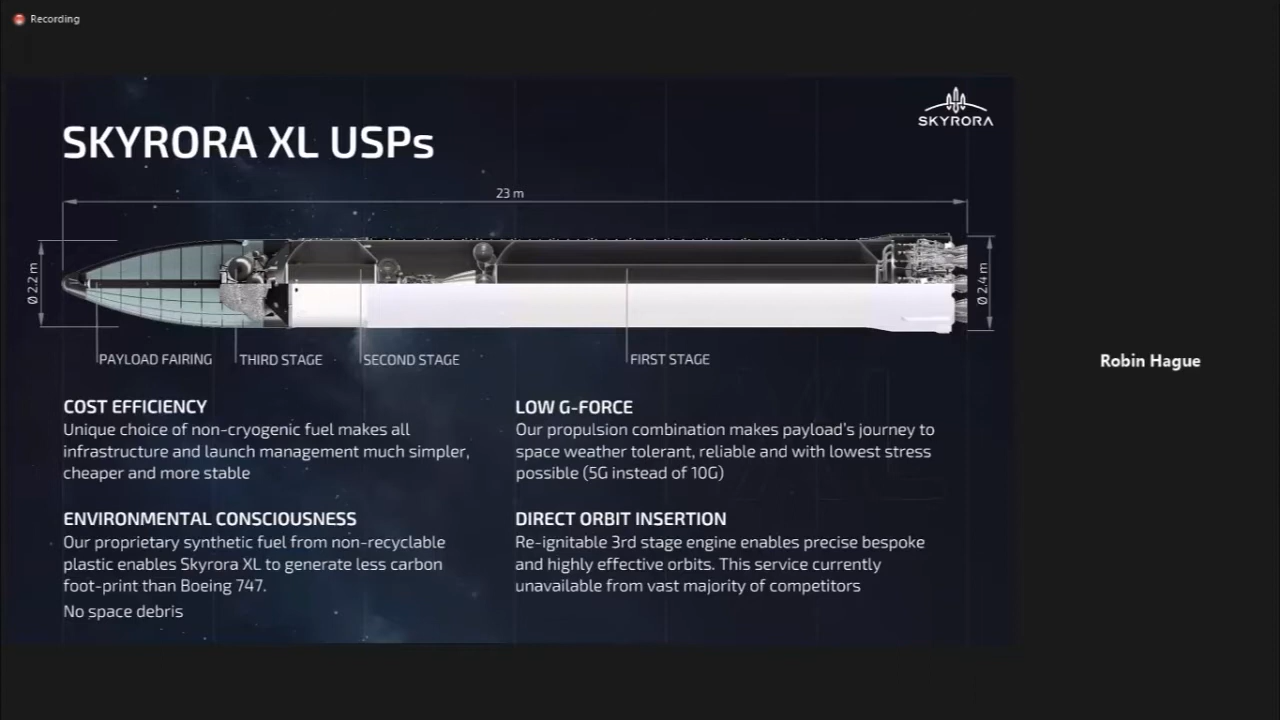 Recording
SKYRORA
SKYRORA XL USPs
23 m
Ø 2.2 m
Ø 2.4 m
PAYLOAD FAIRING
THIRD STAGE
SECOND STAGE
FIRST STAGE
Robin Hague
COST EFFICIENCY
Unique choice of non-cryogenic fuel makes all
infrastructure and launch management much simpler,
cheaper and more stable
LOW G-FORCE
Our propulsion combination makes payload's journey to
space weather tolerant, reliable and with lowest stress
possible (5G instead of 10G)
ENVIRONMENTAL CONSCIOUSNESS
Our proprietary synthetic fuel from non-recyclable
plastic enables Skyrora XL to generate less carbon
foot-print than Boeing 747.
No space debris
DIRECT ORBIT INSERTION
Re-ignitable 3rd stage engine enables precise bespoke
and highly effective orbits. This service currently
unavailable from vast majority of competitors
XL